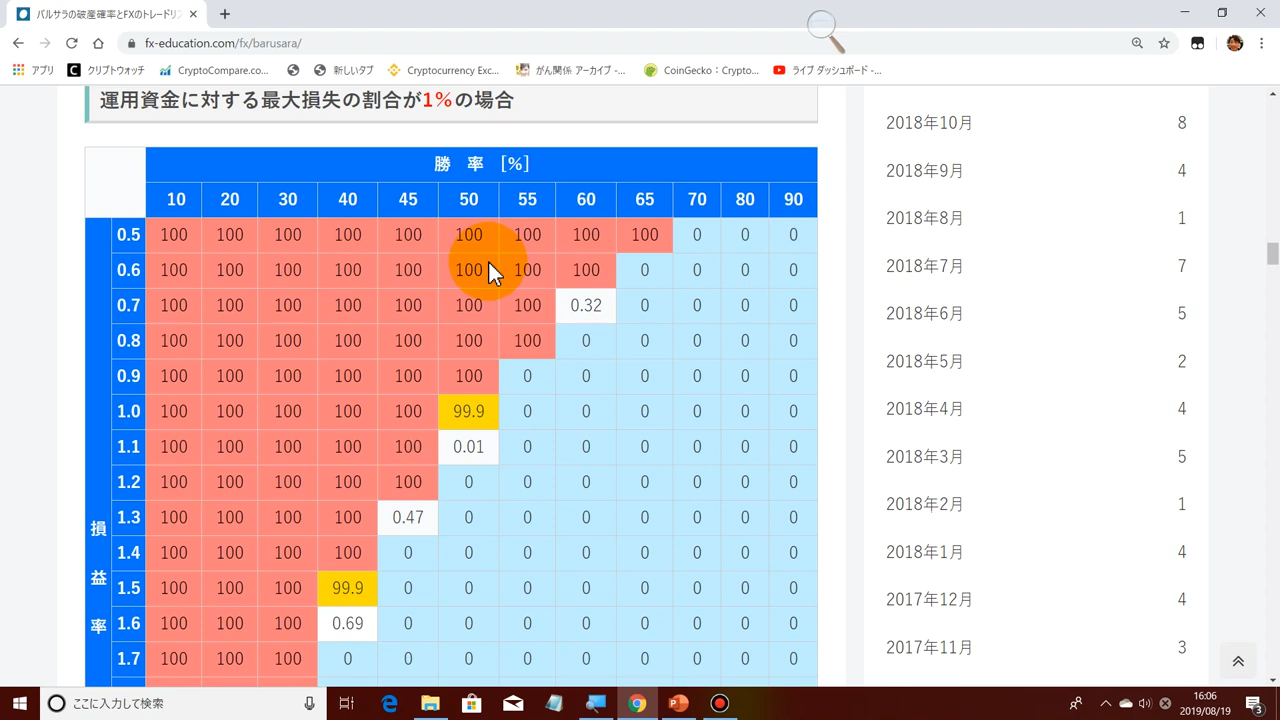 バルサラの破産確率とFXのトレードリス
fx-education.com/fx/barusara/
アプリ クリプトウォッチ CryptoCompare.co... 新しいタブ Cryptocurrency Exc... がん関係 アーカイブ -... CoinGecko：Crypto... ライブ ダッシュボード -...
運用資金に対する最大損失の割合が1%の場合
勝 率 [%]
10 20 30 40 45 50 55 60 65 70 80 90
0.5 100 100 100 100 100 100 100 100 100 0 0 0
0.6 100 100 100 100 100 100 100 100 0 0 0 0
0.7 100 100 100 100 100 100 100 0.32 0 0 0 0
0.8 100 100 100 100 100 100 100 0 0 0 0 0
0.9 100 100 100 100 100 100 0 0 0 0 0 0
1.0 100 100 100 100 100 99.9 0 0 0 0 0 0
1.1 100 100 100 100 100 0.01 0 0 0 0 0 0
1.2 100 100 100 100 100 0 0 0 0 0 0 0
1.3 100 100 100 100 0.47 0 0 0 0 0 0 0
1.4 100 100 100 100 0 0 0 0 0 0 0 0
1.5 100 100 100 99.9 0 0 0 0 0 0 0 0
1.6 100 100 100 0.69 0 0 0 0 0 0 0 0
1.7 100 100 100 0 0 0 0 0 0 0 0 0
損益率
2018年10月 8
2018年9月 4
2018年8月 1
2018年7月 7
2018年6月 5
2018年5月 2
2018年4月 4
2018年3月 5
2018年2月 1
2018年1月 4
2017年12月 4
2017年11月 3
ここに入力して検索
16:06
2019/08/19
3